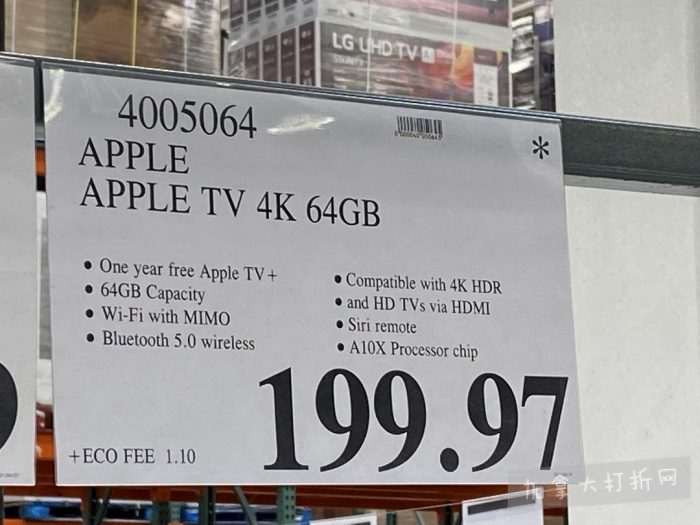 LG UHD TV AI
4005064
*
APPLE
APPLE TV 4K 64GB
• One year free Apple TV+
• 64GB Capacity
• Wi-Fi with MIMO
• Bluetooth 5.0 wireless
• Compatible with 4K HDR
• and HD TVs via HDMI
• Siri remote
• A10X Processor chip
199.97
+ECO FEE 1.10
加拿大打折网